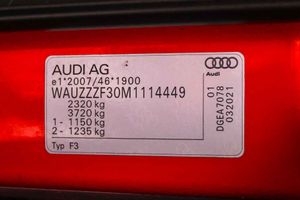 AUDI AG
e1*2007/46*1900
WAUZZZF30M1114449
2320 kg
3720 kg
1- 1150 kg
2- 1235 kg
Typ F3
Audi
01
DGEA7078
032021